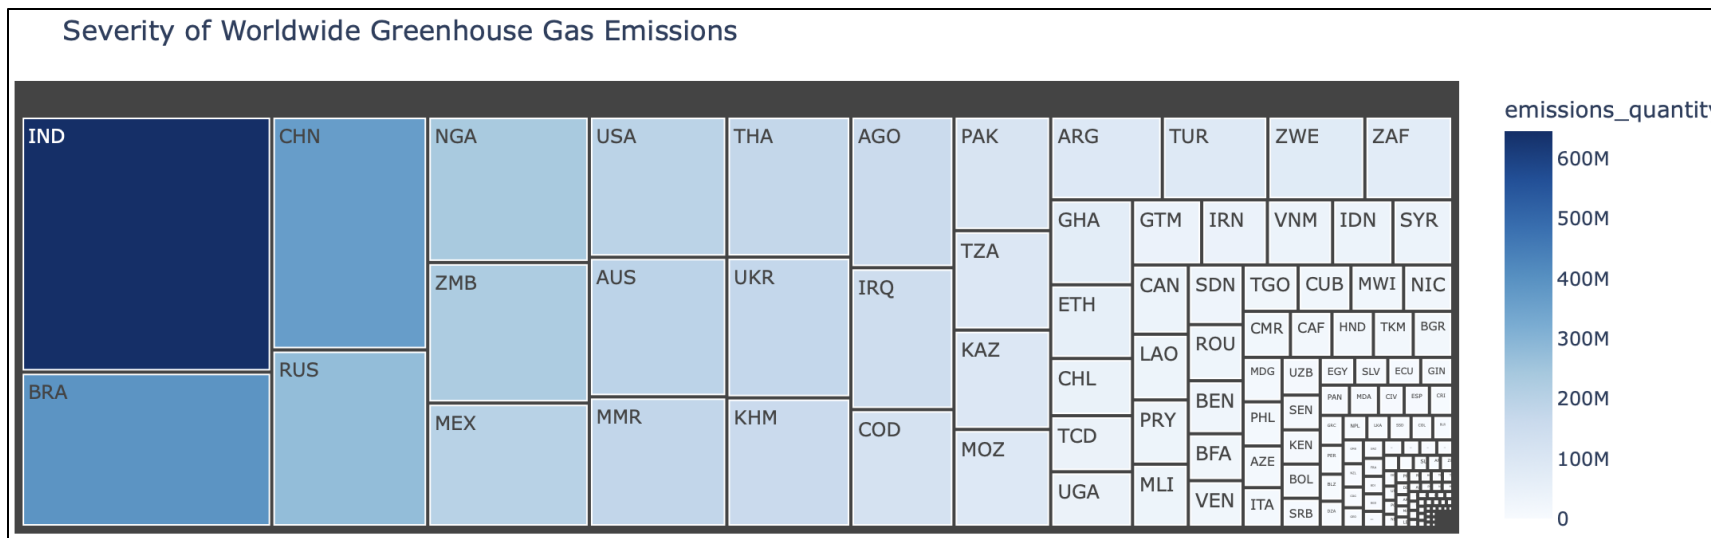 Severity of Worldwide Greenhouse Gas Emissions
emissions_quantity
IND
CHN
NGA
USA
THA
AGO
PAK
ARG
TUR
ZWE
ZAF
600M
500M
400M
300M
200M
100M
0
GHA
GTM
IRN
VNM
IDN
SYR
TZA
ZMB
AUS
UKR
IRQ
CAN
SDN
TGO
CUB
MWI
NIC
ETH
CMR
CAF
HND
TKM
BGR
KAZ
LAO
ROU
RUS
CHL
MDG
UZB
EGY
SLV
ECU
GIN
BRA
BEN
PAN
MDA
CIV
ESP
MEX
MMR
KHM
COD
TCD
PRY
PHL
SEN
MOZ
BFA
KEN
AZE
UGA
MLI
VEN
BOL
ITA
SRB